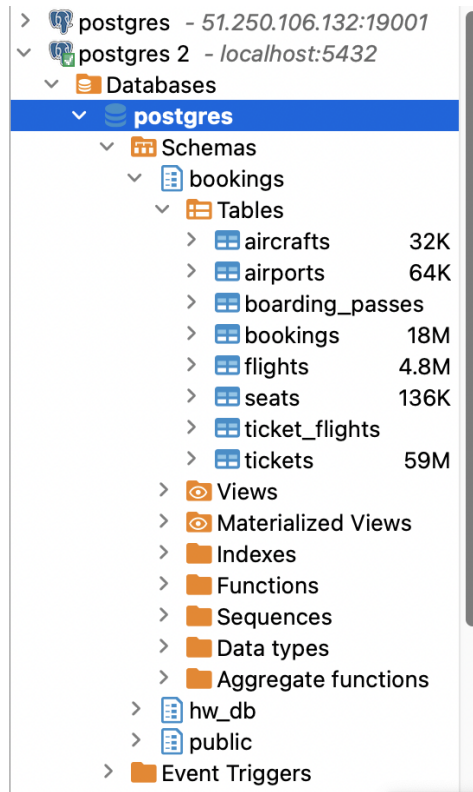 postgres - 51.250.106.132:19001
postgres 2 - localhost:5432
Databases
postgres
Schemas
bookings
Tables
aircrafts 32K
airports 64K
boarding_passes
bookings 18M
flights 4.8M
seats 136K
ticket_flights
tickets 59M
Views
Materialized Views
Indexes
Functions
Sequences
Data types
Aggregate functions
hw_db
public
Event Triggers